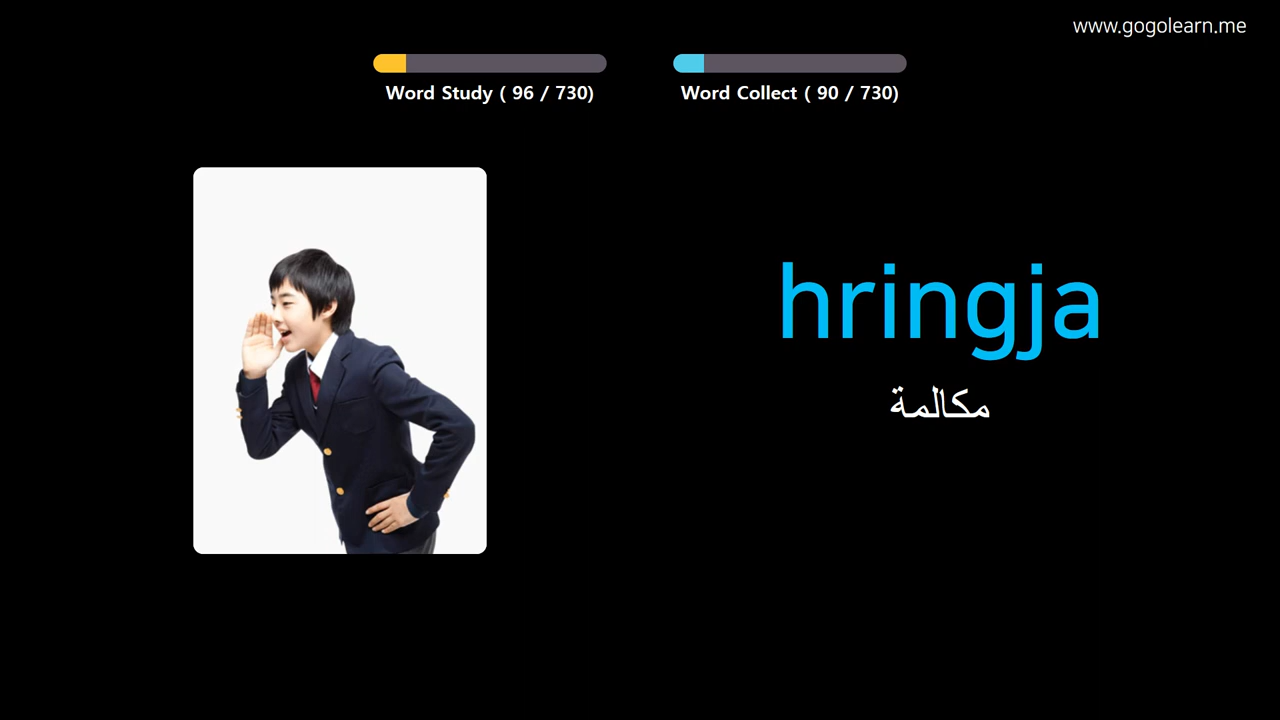 www.gogolearn.me
Word Study ( 96 / 730)
Word Collect ( 90 / 730)
hringja
مكالمة